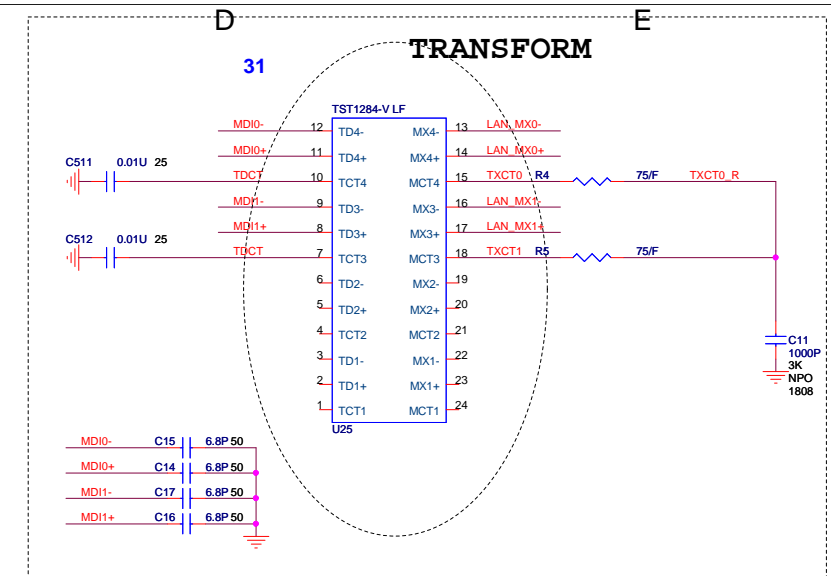 D E
TRANSFORM
31
TST1284-V LF
MDI0- 12 TD4- MX4- 13 LAN_MX0-
MDI0+ 11 TD4+ MX4+ 14 LAN_MX0+
C511 0.01U 25 TDCT 10 TCT4 MCT4 15 TXCT0 R4 75/F TXCT0_R
MDI1- 9 TD3- MX3- 16 LAN_MX1-
MDI1+ 8 TD3+ MX3+ 17 LAN_MX1+
C512 0.01U 25 TDCT 7 TCT3 MCT3 18 TXCT1 R5 75/F
6 TD2- MX2- 19
5 TD2+ MX2+ 20
4 TCT2 MCT2 21
3 TD1- MX1- 22
2 TD1+ MX1+ 23
1 TCT1 MCT1 24
U25
C11
1000P
3K
NPO
1808
MDI0- C15 6.8P 50
MDI0+ C14 6.8P 50
MDI1- C17 6.8P 50
MDI1+ C16 6.8P 50